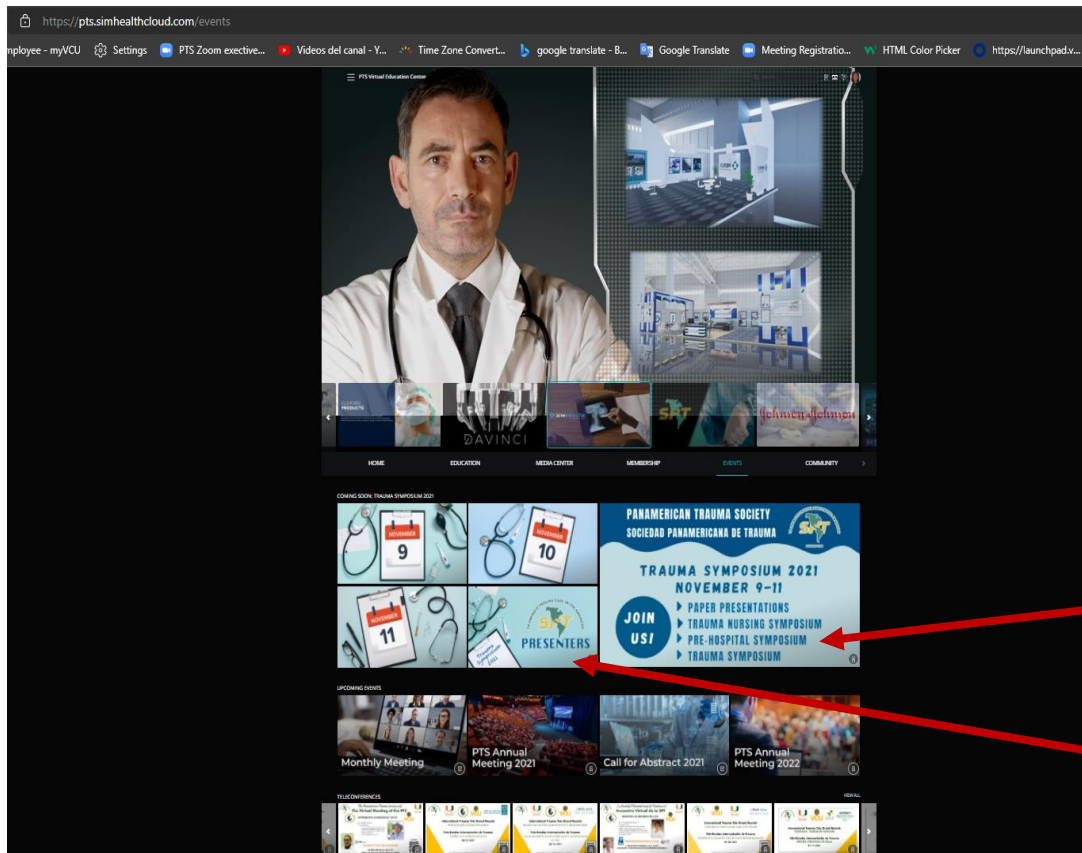 https://pts.simhealthcloud.com/events
mployee - myVCU Settings PTS Zoom exective... Videos del canal - Y... Time Zone Convert... google translate - B... Google Translate Meeting Registratio... HTML Color Picker https://launchpad.v...
PTS Virtual Education Center
PRODUCTS
DAVINCI
SMT
Johnson & Johnson
HOME EDUCATION MEDIA CENTER MEMBERSHIP EVENTS COMMUNITY
COMING SOON: TRAUMA SYMPOSIUM 2021
NOVEMBER
9
NOVEMBER
10
NOVEMBER
11
PRESENTERS
Trauma
Symposium
2021
PANAMERICAN TRAUMA SOCIETY
SOCIEDAD PANAMERICANA DE TRAUMA
TRAUMA SYMPOSIUM 2021
NOVEMBER 9-11
JOIN
US!
PAPER PRESENTATIONS
TRAUMA NURSING SYMPOSIUM
PRE-HOSPITAL SYMPOSIUM
TRAUMA SYMPOSIUM
UPCOMING EVENTS
Monthly Meeting
PTS Annual
Meeting 2021
Call for Abstract 2021
PTS Annual
Meeting 2022
TELECONFERENCES
VIEW ALL